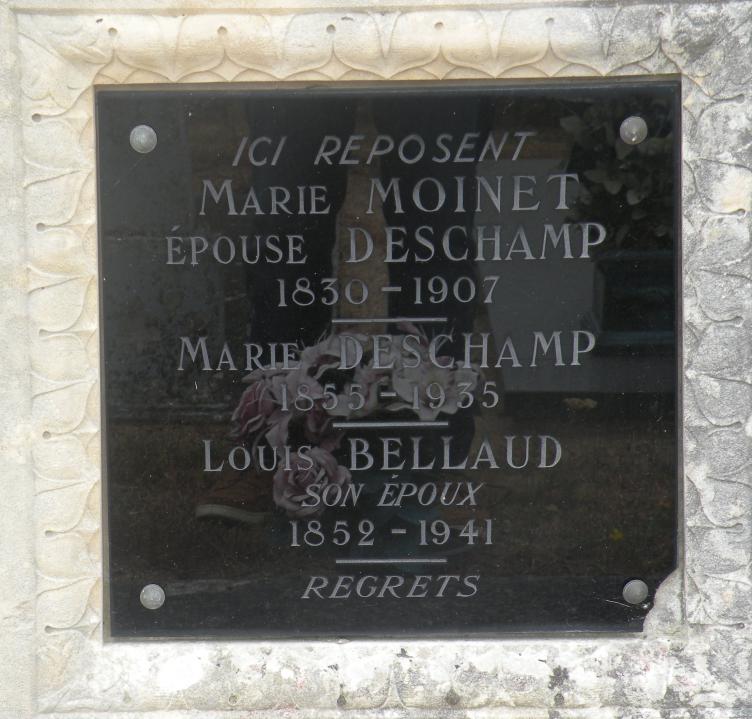 ICI REPOSENT
MARIE MOINET
ÉPOUSE DESCHAMP
1830 - 1907
MARIE DESCHAMP
1855 - 1935
LOUIS BELLAUD
SON ÉPOUX
1852 - 1941
REGRETS